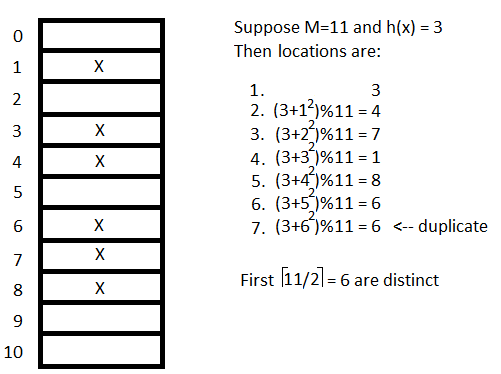 Suppose M=11 and h(x) = 3
Then locations are:
0
1 X
2
3 X
4 X
5
6 X
7 X
8 X
9
10
1. 3
2. (3+1²)%11 = 4
3. (3+2²)%11 = 7
4. (3+3²)%11 = 1
5. (3+4²)%11 = 8
6. (3+5²)%11 = 6
7. (3+6²)%11 = 6 <-- duplicate
First ⌈11/2⌉ = 6 are distinct